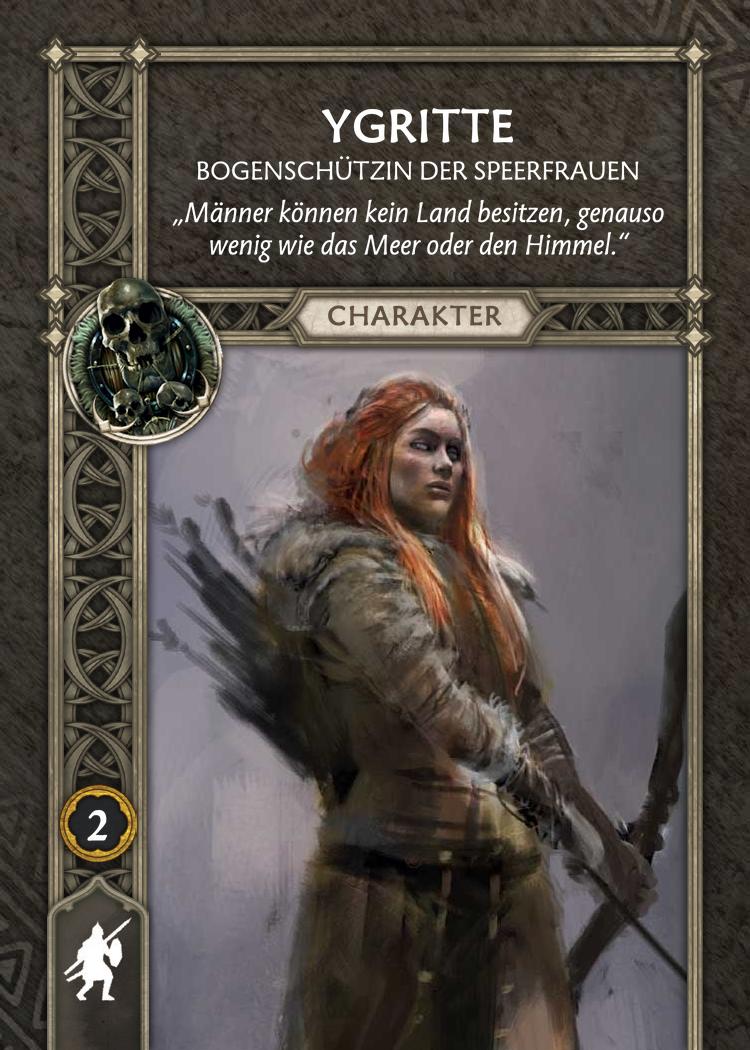 YGRITTE
BOGENSCHÜTZIN DER SPEERFRAUEN
„Männer können kein Land besitzen, genauso
wenig wie das Meer oder den Himmel.“
CHARAKTER
2